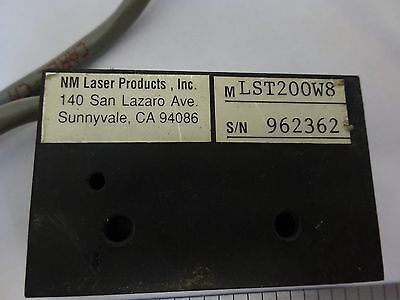 NM Laser Products , Inc.
140 San Lazaro Ave.
Sunnyvale, CA 94086
M LST200W8
S/N 962362